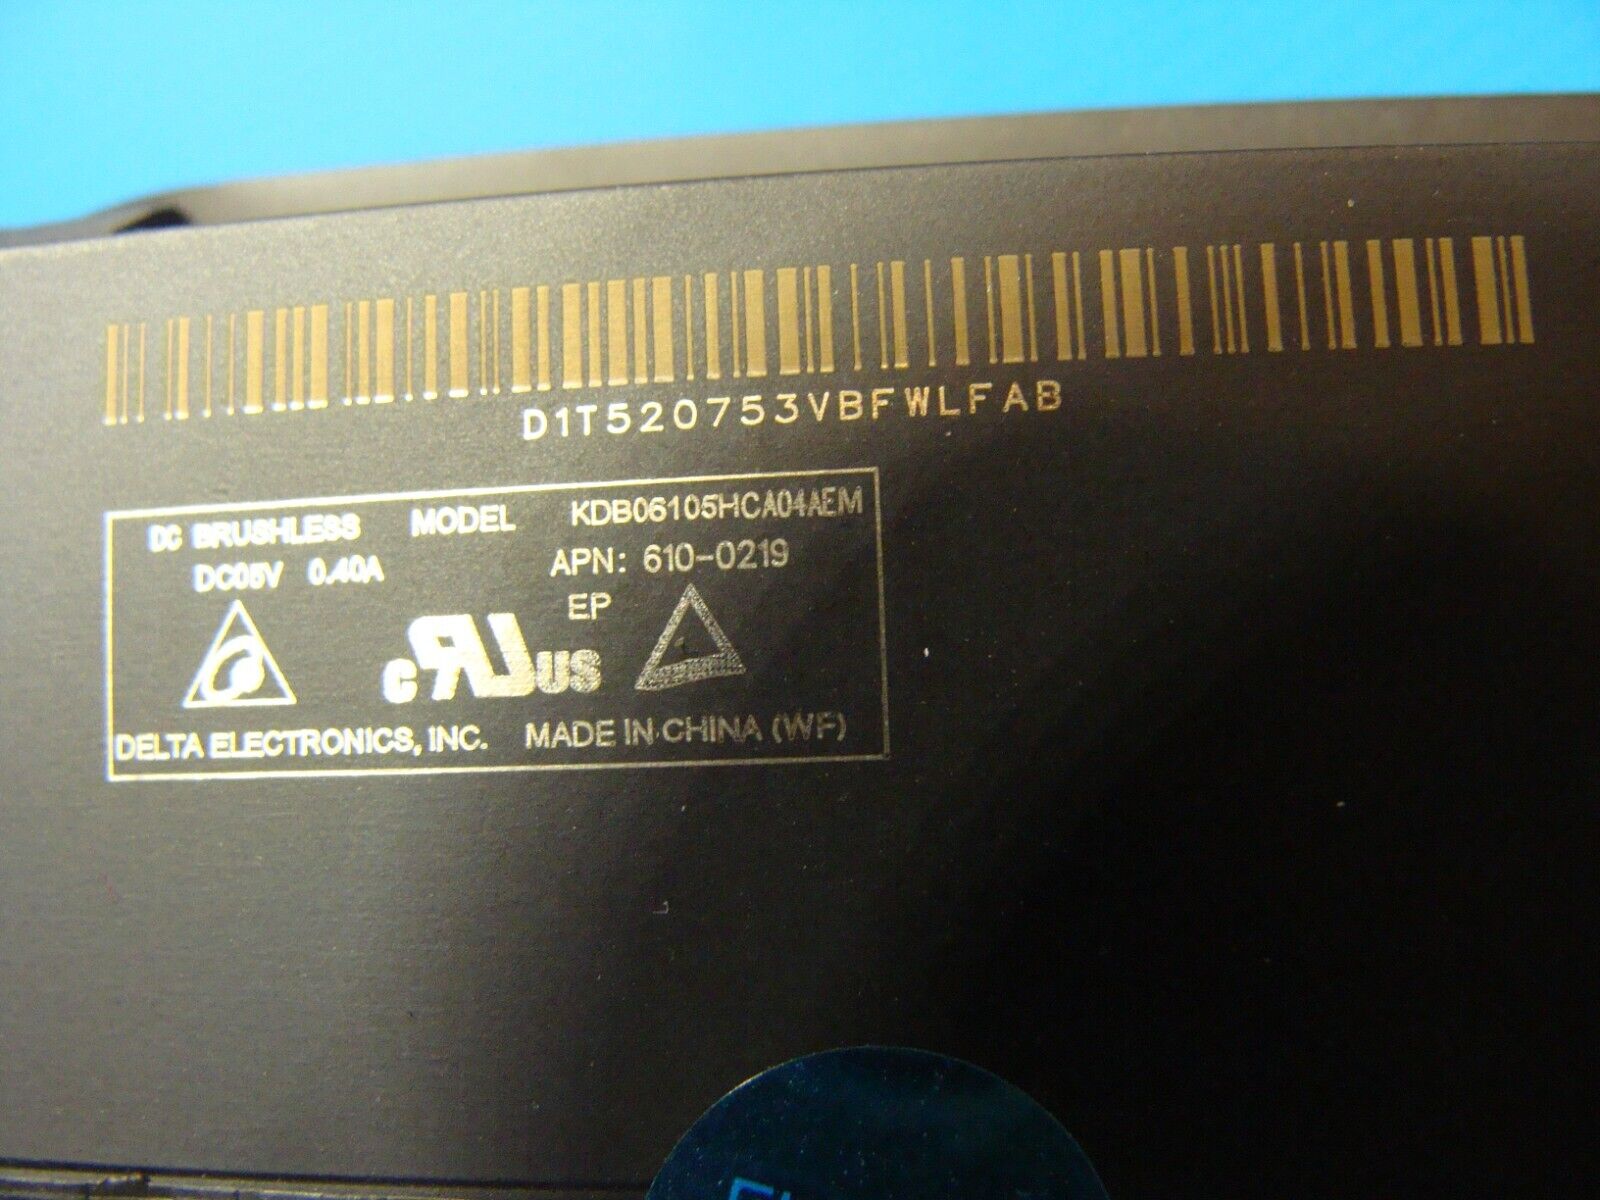 D1T520753VBFWLFAB
DC BRUSHLESS MODEL KDB06105HCA04AEM
DC05V 0.40A APN: 610-0219
EP
cRUus
DELTA ELECTRONICS, INC. MADE IN CHINA (WF)